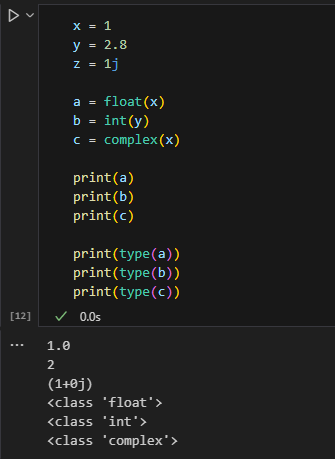 x = 1
y = 2.8
z = 1j
a = float(x)
b = int(y)
c = complex(x)
print(a)
print(b)
print(c)
print(type(a))
print(type(b))
print(type(c))
[12] 0.0s
1.0
2
(1+0j)
<class 'float'>
<class 'int'>
<class 'complex'>